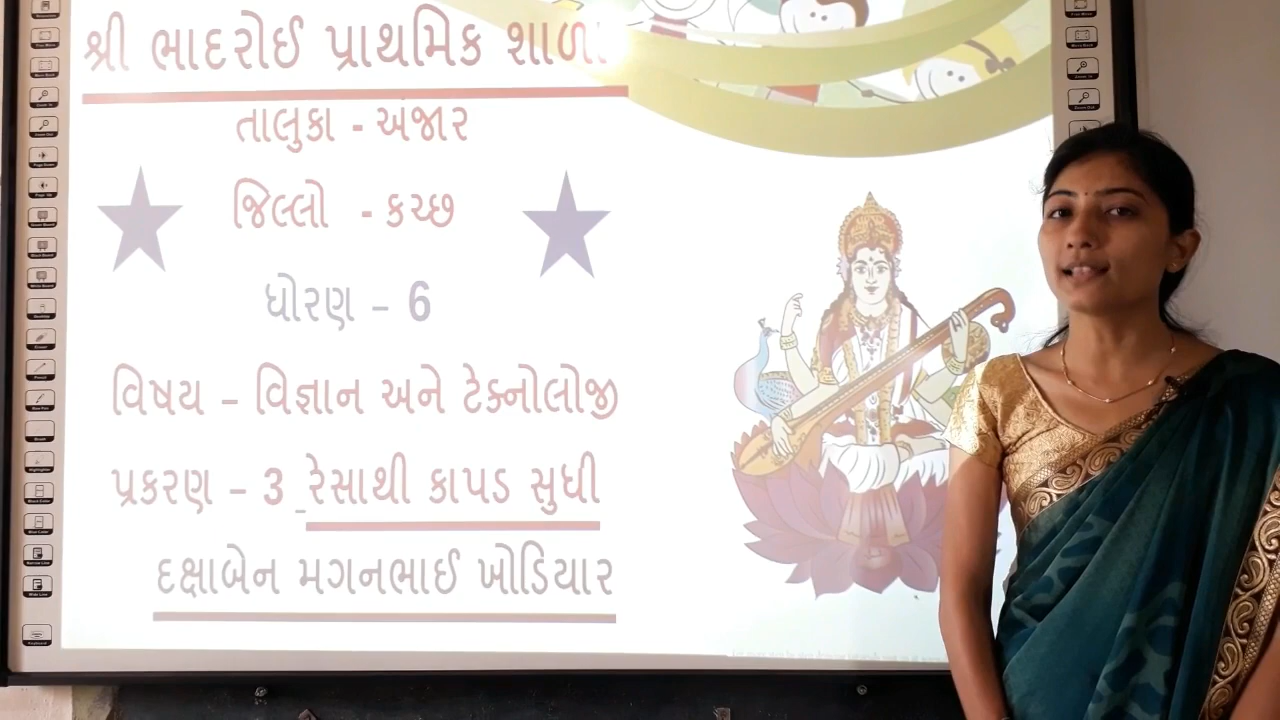 શ્રી ભાદરોઈ પ્રાથમિક શાળા
તાલુકા - અંજાર
જિલ્લો - કચ્છ
ધોરણ – 6
વિષય – વિજ્ઞાન અને ટેક્નોલોજી
પ્રકરણ – 3 રેસાથી કાપડ સુધી
દક્ષાબેન મગનભાઈ ખોડિયાર